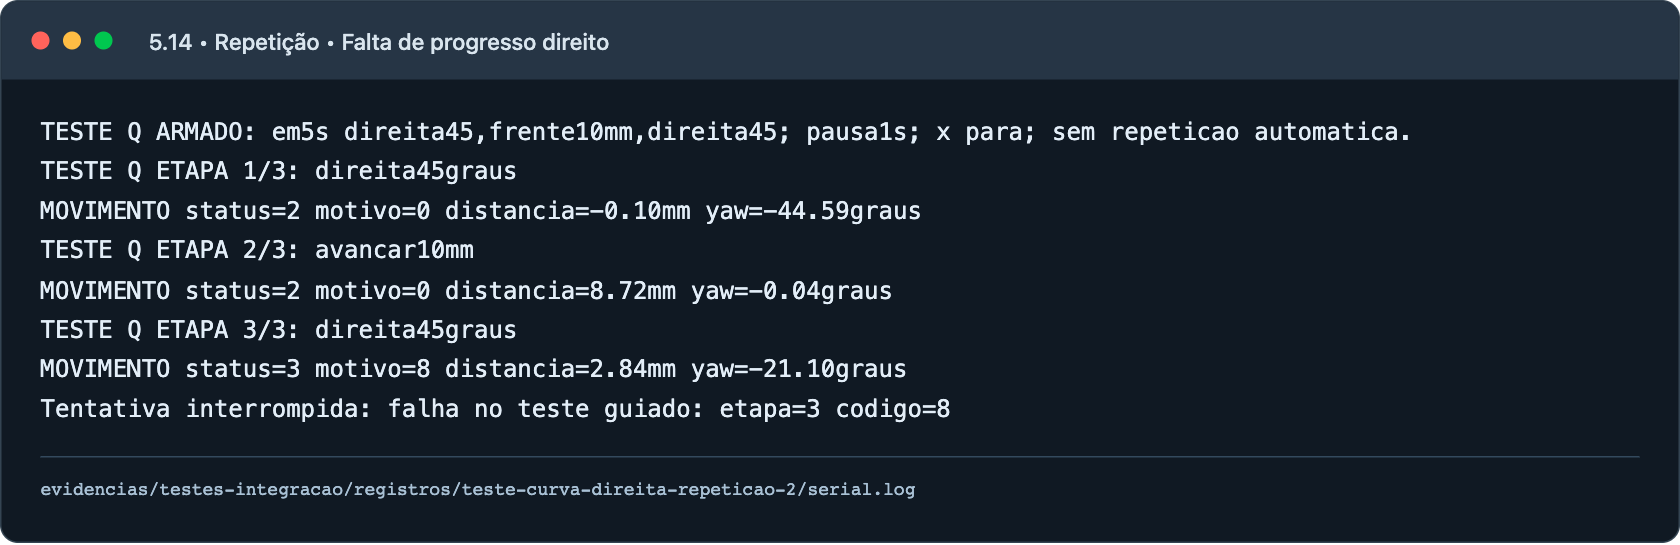 5.14 • Repetição • Falta de progresso direito
TESTE Q ARMADO: em5s direita45,frente10mm,direita45; pausa1s; x para; sem repeticao automatica.
TESTE Q ETAPA 1/3: direita45graus
MOVIMENTO status=2 motivo=0 distancia=-0.10mm yaw=-44.59graus
TESTE Q ETAPA 2/3: avancar10mm
MOVIMENTO status=2 motivo=0 distancia=8.72mm yaw=-0.04graus
TESTE Q ETAPA 3/3: direita45graus
MOVIMENTO status=3 motivo=8 distancia=2.84mm yaw=-21.10graus
Tentativa interrompida: falha no teste guiado: etapa=3 codigo=8
evidencias/testes-integracao/registros/teste-curva-direita-repeticao-2/serial.log